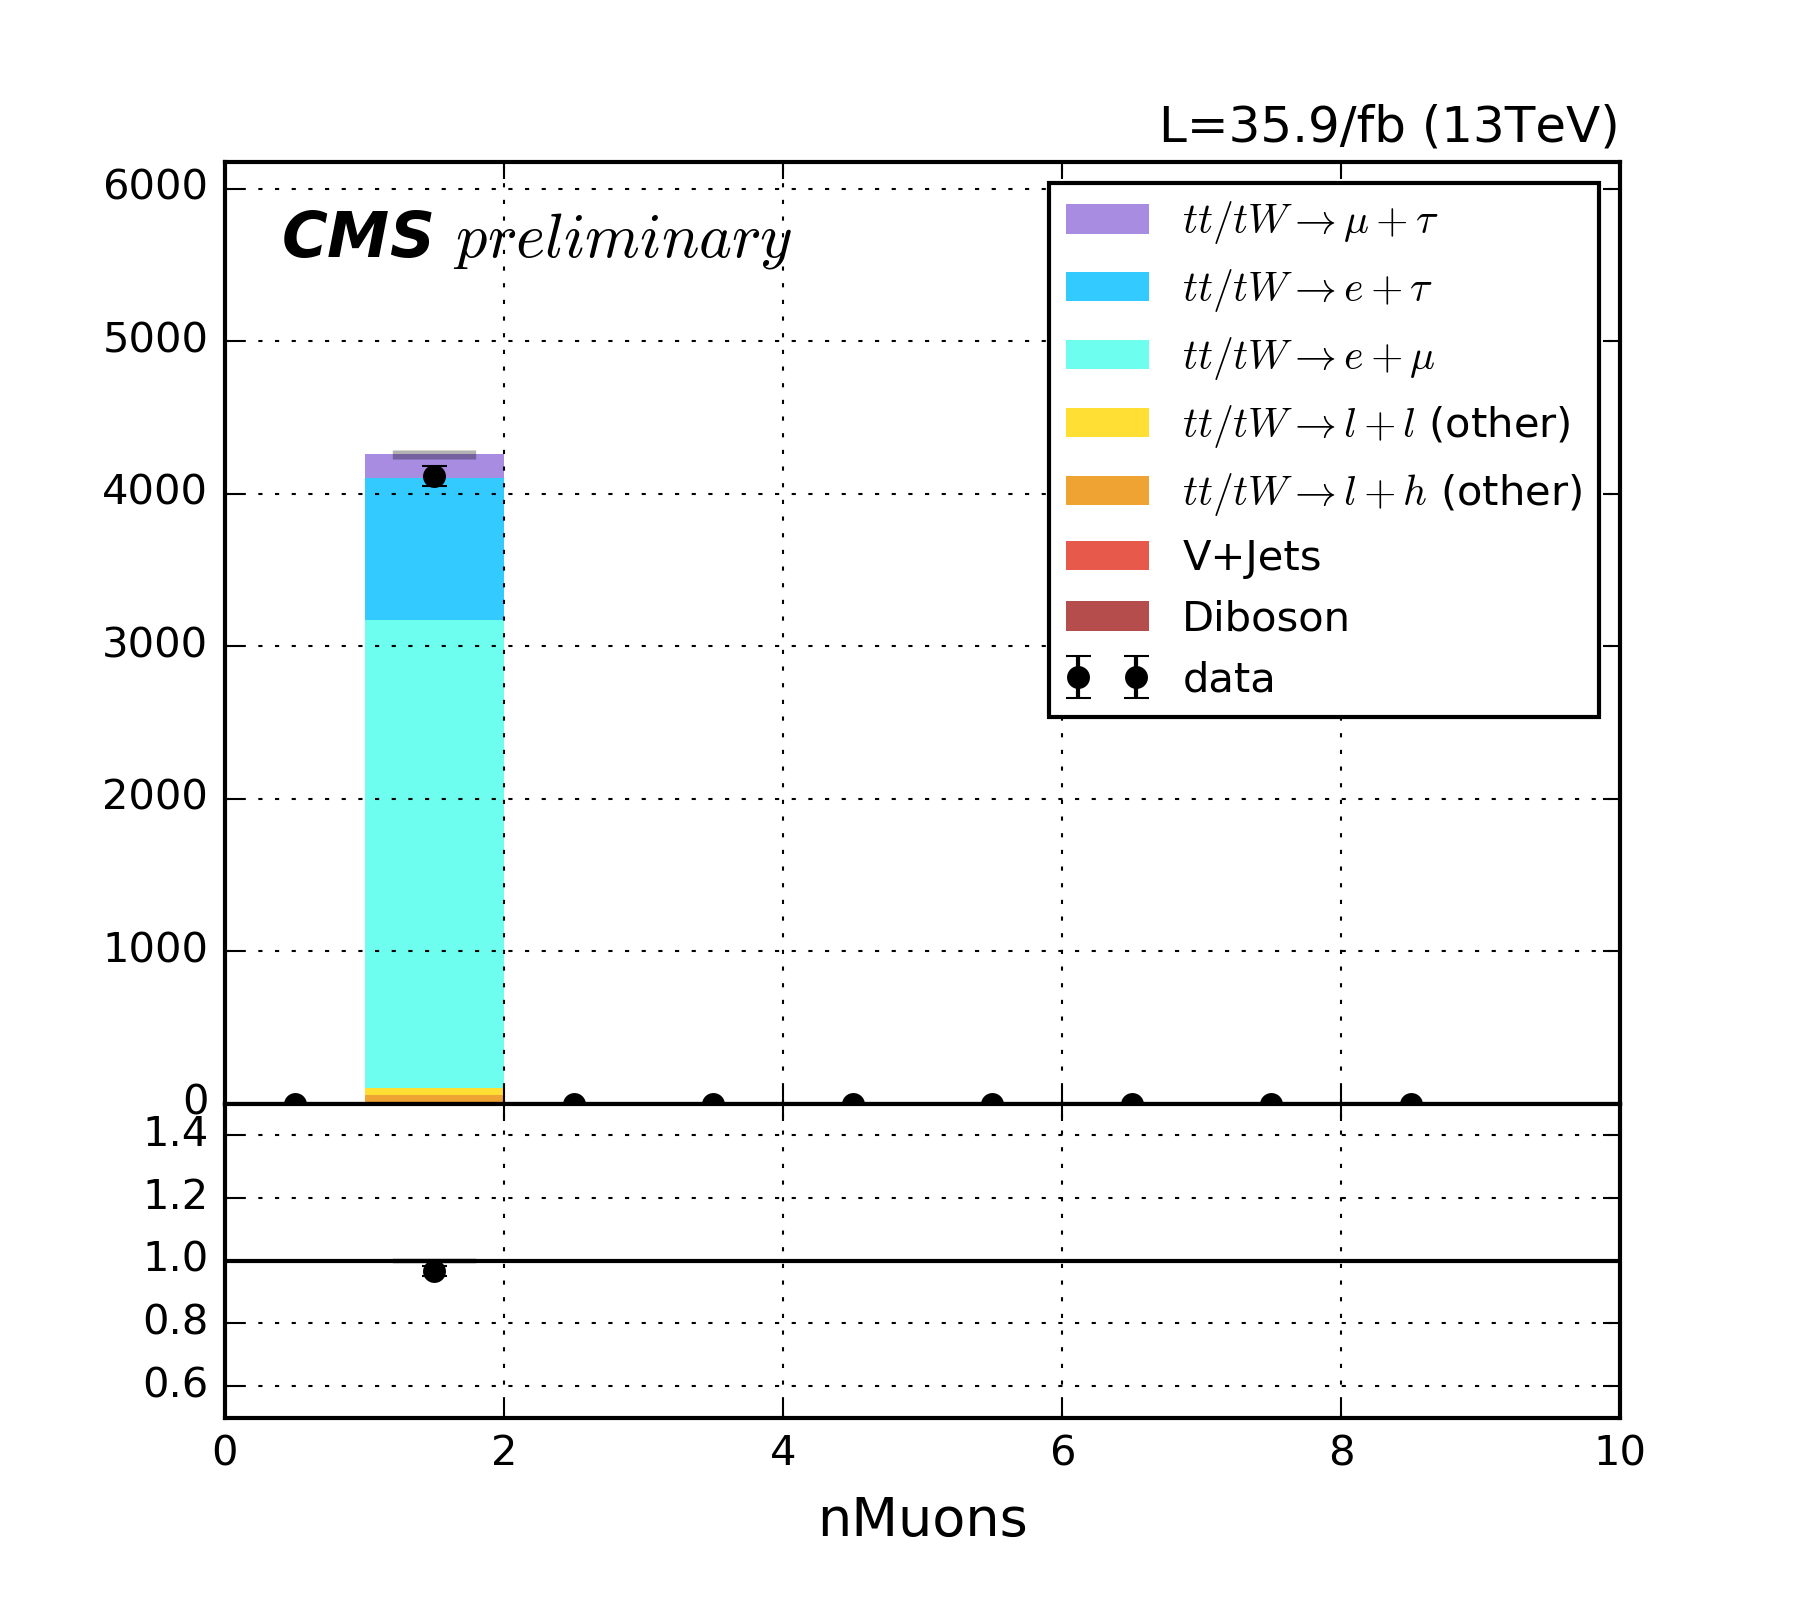 L=35.9/fb (13TeV)
CMS preliminary
6000
5000
4000
3000
2000
1000
0
tt/tW→μ+τ
tt/tW→e+τ
tt/tW→e+μ
tt/tW→l+l (other)
tt/tW→l+h (other)
V+Jets
Diboson
data
1.4
1.2
1.0
0.8
0.6
0 2 4 6 8 10
nMuons